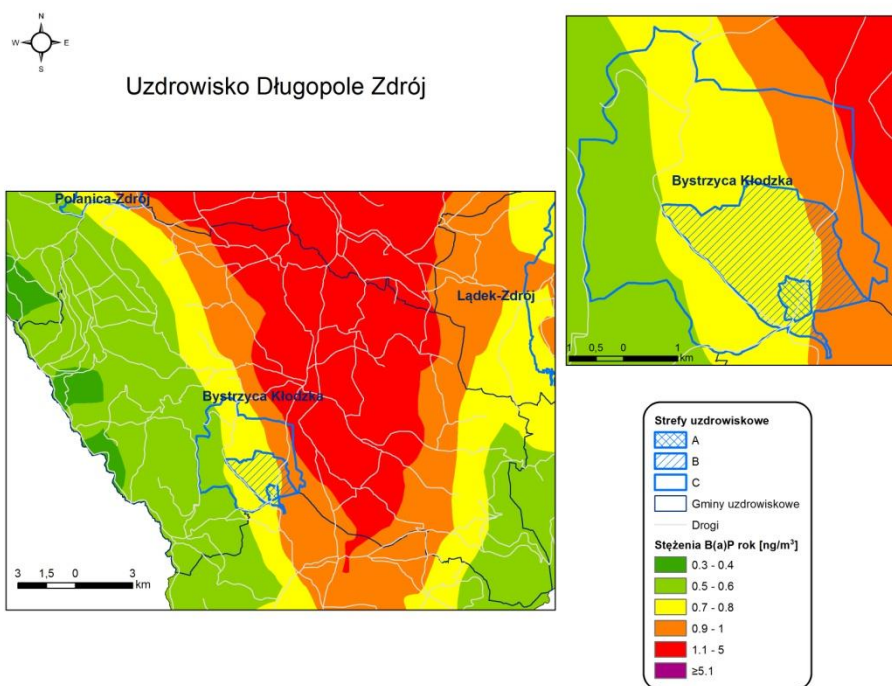 N
W E
S
Uzdrowisko Długopole Zdrój
Polanica-Zdrój
Lądek-Zdrój
Bystrzyca Kłodzka
3 1,5 0 3
km
Bystrzyca Kłodzka
1 0,5 0 1
km
Strefy uzdrowiskowe
A
B
C
Gminy uzdrowiskowe
Drogi
Stężenia B(a)P rok [ng/m³]
0.3 - 0.4
0.5 - 0.6
0.7 - 0.8
0.9 - 1
1.1 - 5
≥5.1